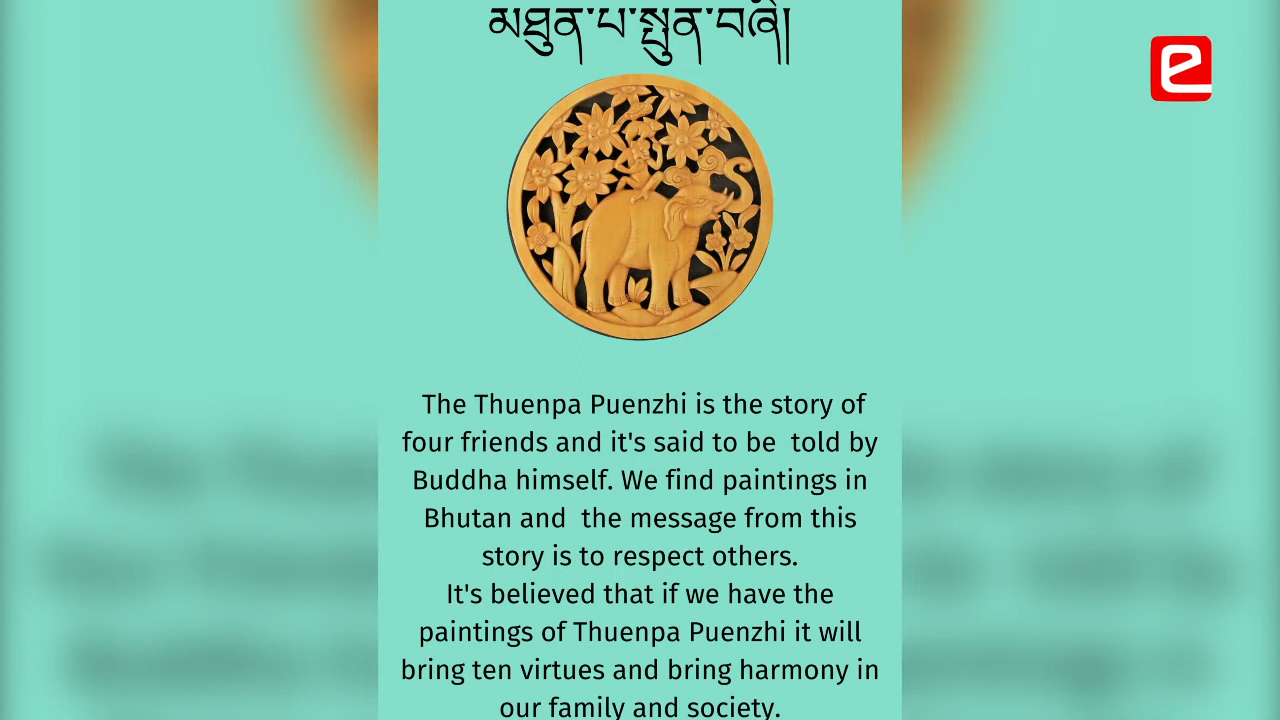 མཐུན་པ་སྤུན་བཞི།
e
The Thuenpa Puenzhi is the story of
four friends and it's said to be  told by
Buddha himself. We find paintings in
Bhutan and  the message from this
story is to respect others.
It's believed that if we have the
paintings of Thuenpa Puenzhi it will
bring ten virtues and bring harmony in
our family and society.